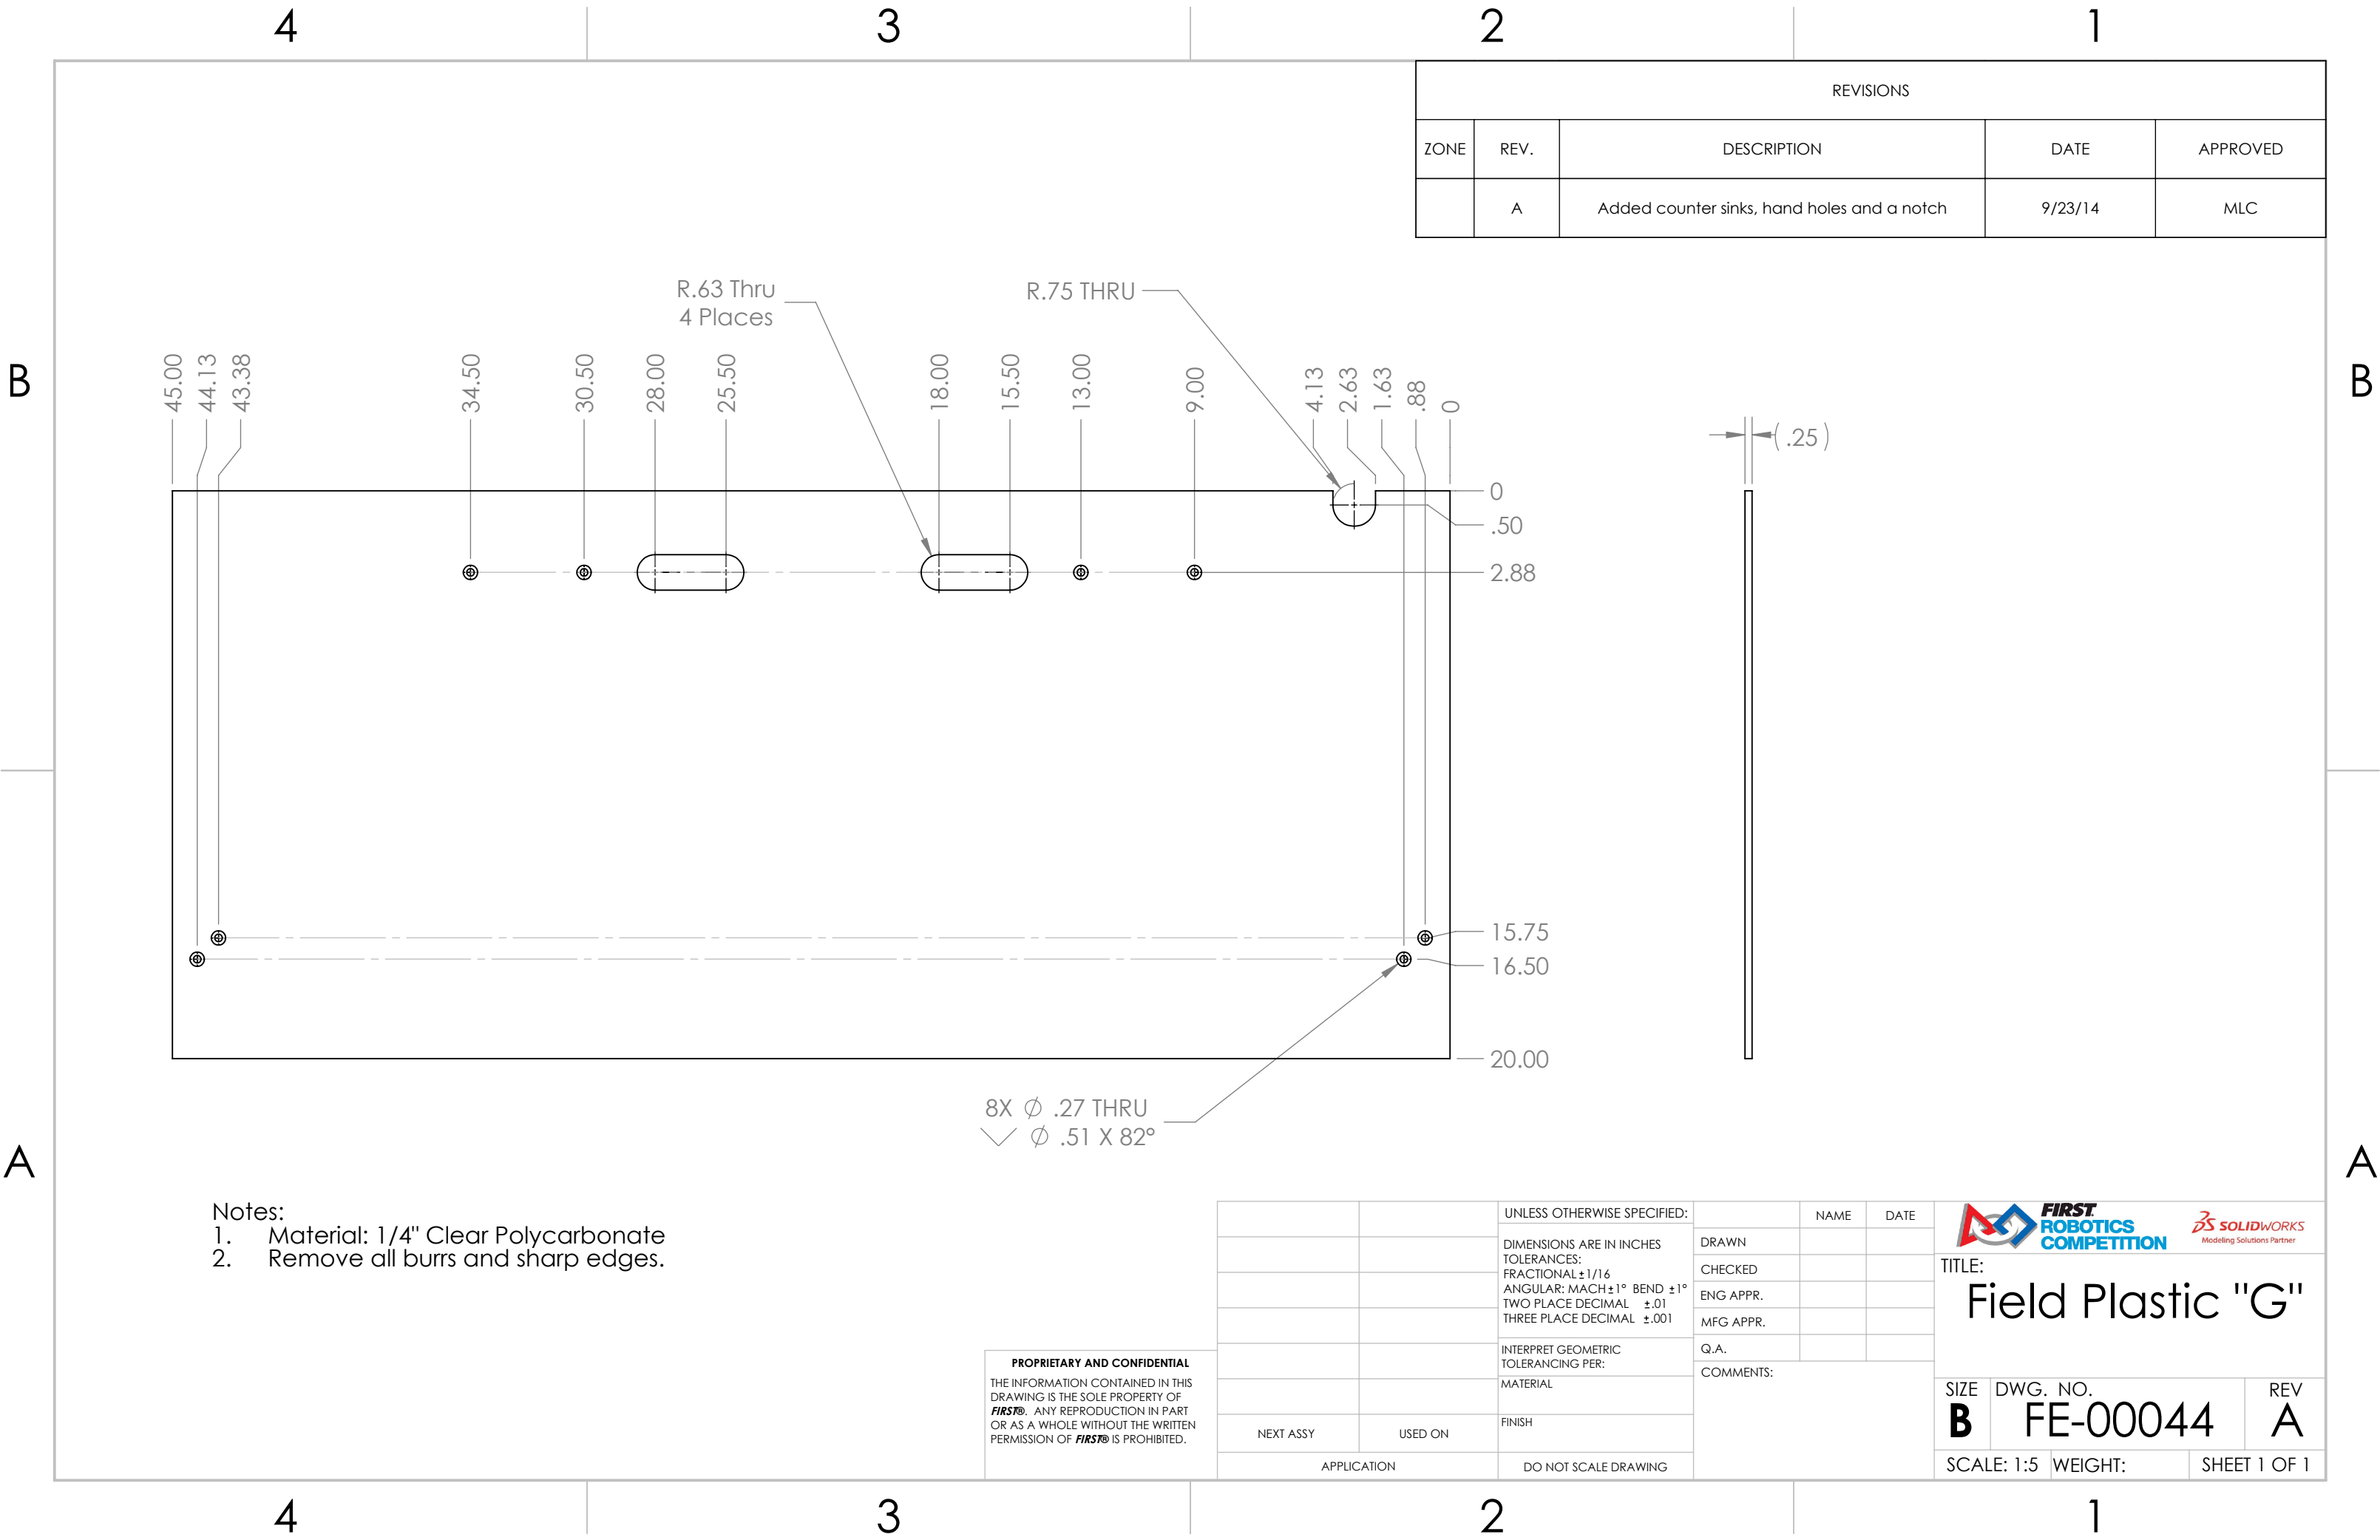 4 3 2 1
REVISIONS
ZONE REV. DESCRIPTION DATE APPROVED
A Added counter sinks, hand holes and a notch 9/23/14 MLC
R.63 Thru
4 Places
R.75 THRU
B B
45.00 44.13 43.38 34.50 30.50 28.00 25.50 18.00 15.50 13.00 9.00 4.13 2.63 1.63 .88 0
(.25)
0
.50
2.88
15.75
16.50
20.00
8X Ø .27 THRU
⌵ Ø .51 X 82°
A A
Notes:
1. Material: 1/4" Clear Polycarbonate
2. Remove all burrs and sharp edges.
PROPRIETARY AND CONFIDENTIAL
THE INFORMATION CONTAINED IN THIS
DRAWING IS THE SOLE PROPERTY OF
FIRST®. ANY REPRODUCTION IN PART
OR AS A WHOLE WITHOUT THE WRITTEN
PERMISSION OF FIRST® IS PROHIBITED.
NEXT ASSY USED ON
APPLICATION
UNLESS OTHERWISE SPECIFIED:
DIMENSIONS ARE IN INCHES
TOLERANCES:
FRACTIONAL±1/16
ANGULAR: MACH±1° BEND ±1°
TWO PLACE DECIMAL ±.01
THREE PLACE DECIMAL ±.001
INTERPRET GEOMETRIC
TOLERANCING PER:
MATERIAL
FINISH
DO NOT SCALE DRAWING
NAME DATE
DRAWN
CHECKED
ENG APPR.
MFG APPR.
Q.A.
COMMENTS:
FIRST®
ROBOTICS
COMPETITION
SOLIDWORKS
Modeling Solutions Partner
TITLE:
Field Plastic "G"
SIZE DWG. NO. REV
B FE-00044 A
SCALE: 1:5 WEIGHT: SHEET 1 OF 1
4 3 2 1